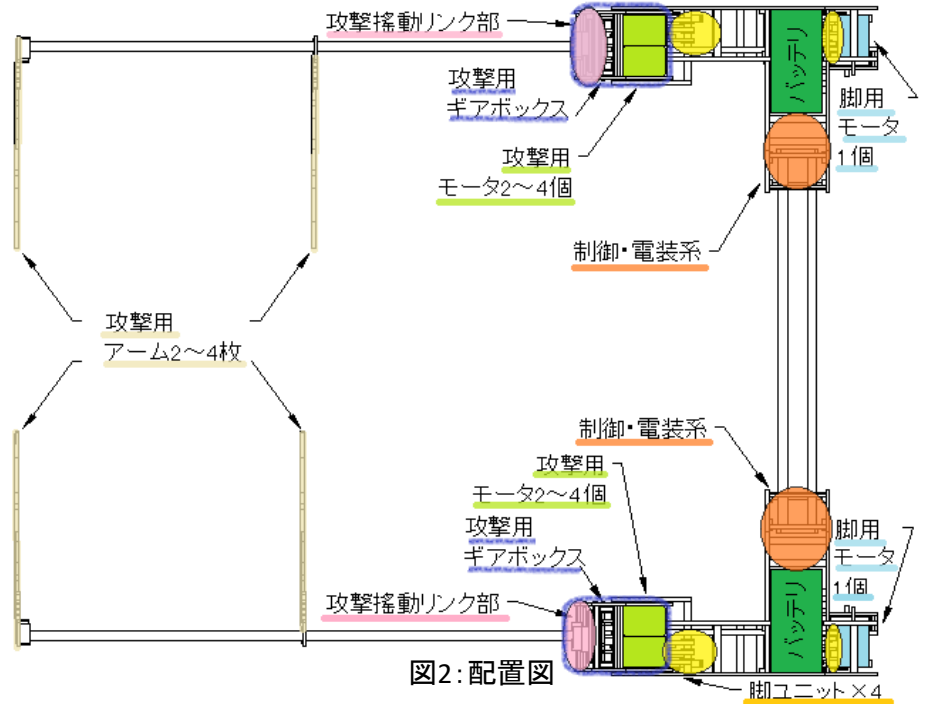 攻撃揺動リンク部
攻撃用
ギアボックス
攻撃用
モータ2～4個
バッテリ
脚用
モータ
1個
制御・電装系
攻撃用
アーム2～4枚
制御・電装系
攻撃用
モータ2～4個
攻撃用
ギアボックス
攻撃揺動リンク部
バッテリ
脚用
モータ
1個
図2:配置図
脚ユニット×4